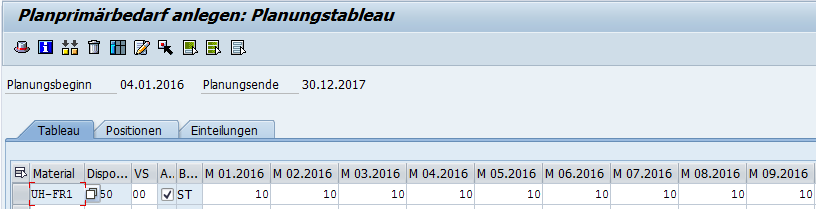 Planprimärbedarf anlegen: Planungstableau
Planungsbeginn 04.01.2016 Planungsende 30.12.2017
Tableau Positionen Einteilungen
Material Dispo... VS A.. B... M 01.2016 M 02.2016 M 03.2016 M 04.2016 M 05.2016 M 06.2016 M 07.2016 M 08.2016 M 09.2016
UH-FR1 50 00 ST 10 10 10 10 10 10 10 10 10